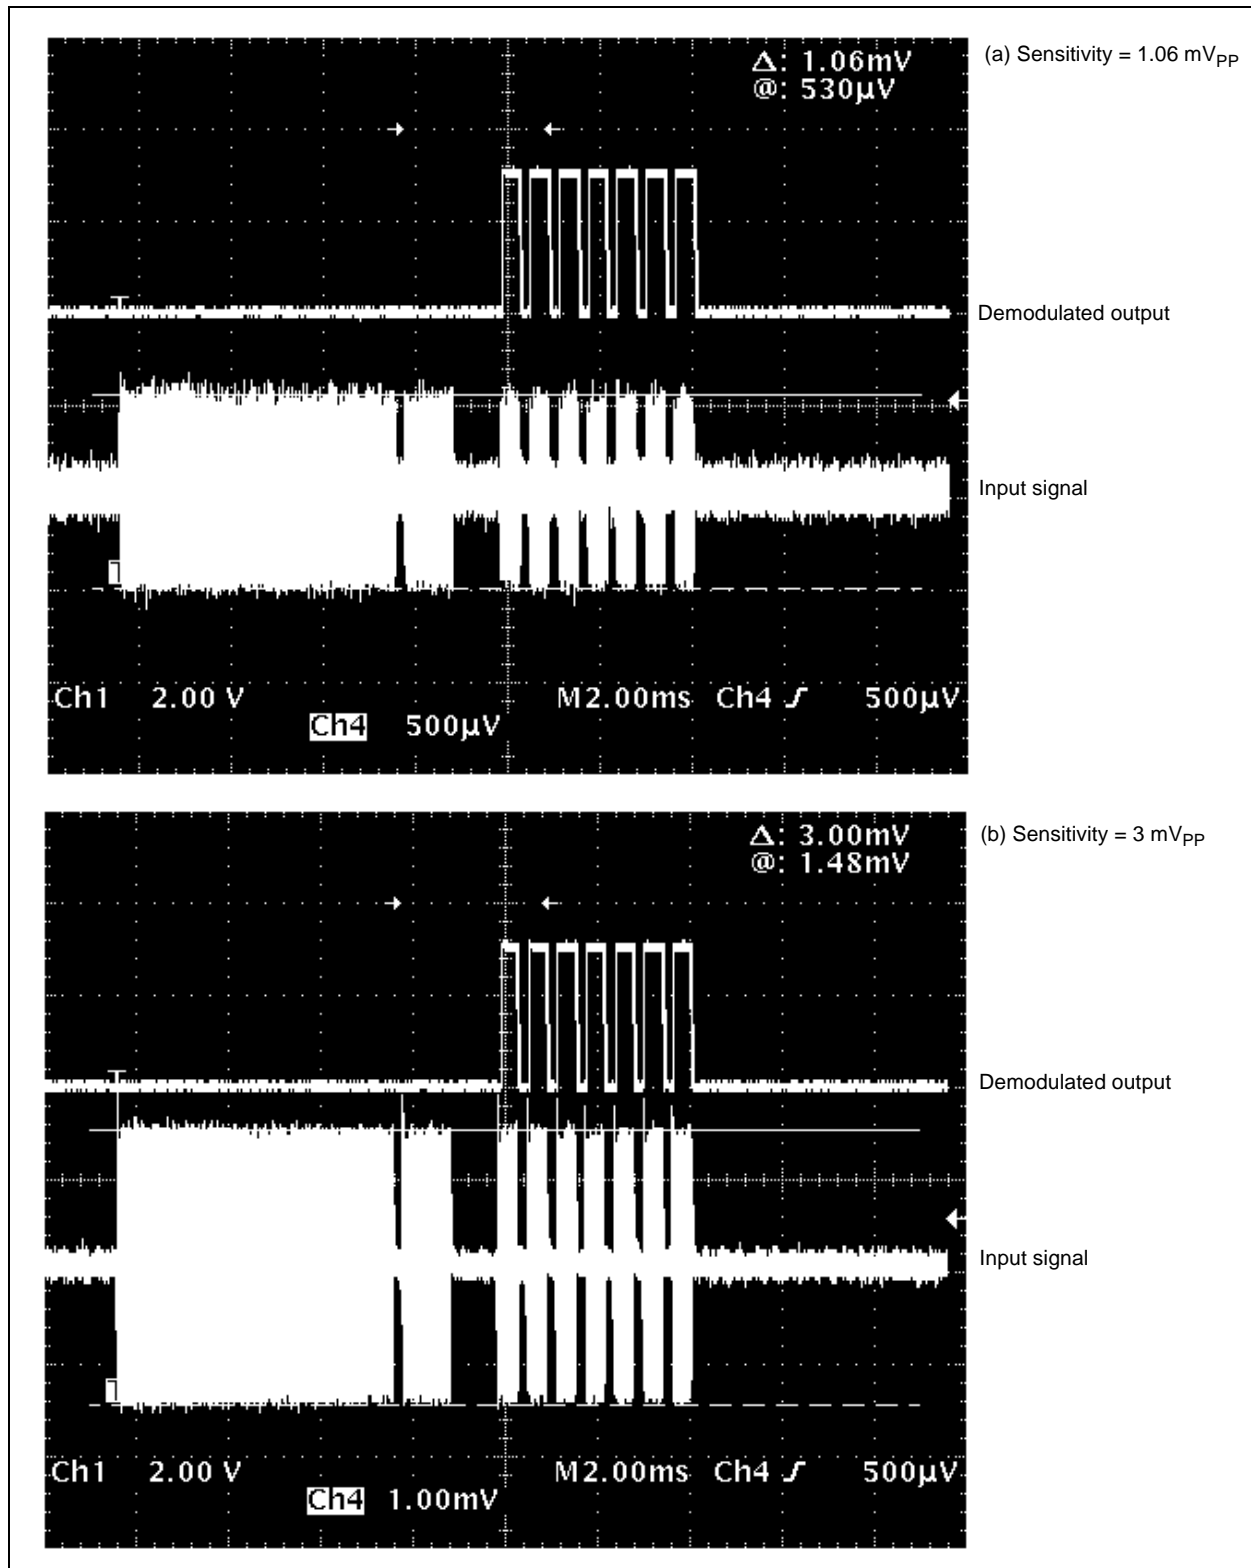 Δ: 1.06mV
@: 530µV
(a) Sensitivity = 1.06 mVPP
Demodulated output
Input signal
Ch1 2.00 V M2.00ms Ch4 500µV
Ch4 500µV
Δ: 3.00mV
@: 1.48mV
(b) Sensitivity = 3 mVPP
Demodulated output
Input signal
Ch1 2.00 V M2.00ms Ch4 500µV
Ch4 1.00mV